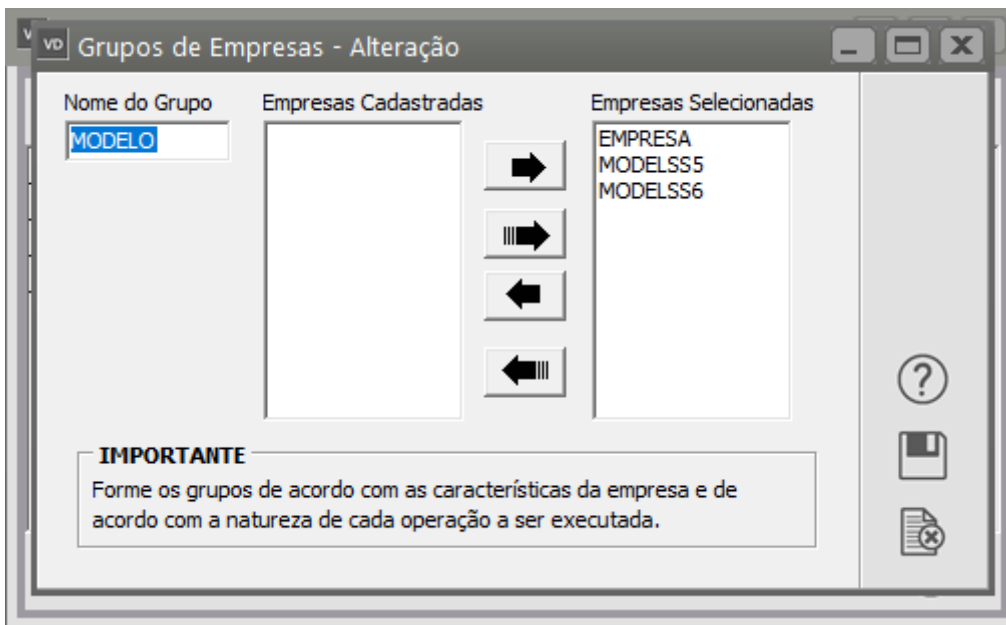 VD Grupos de Empresas - Alteração
Nome do Grupo
MODELO
Empresas Cadastradas
Empresas Selecionadas
EMPRESA
MODELSS5
MODELSS6
IMPORTANTE
Forme os grupos de acordo com as características da empresa e de
acordo com a natureza de cada operação a ser executada.
?